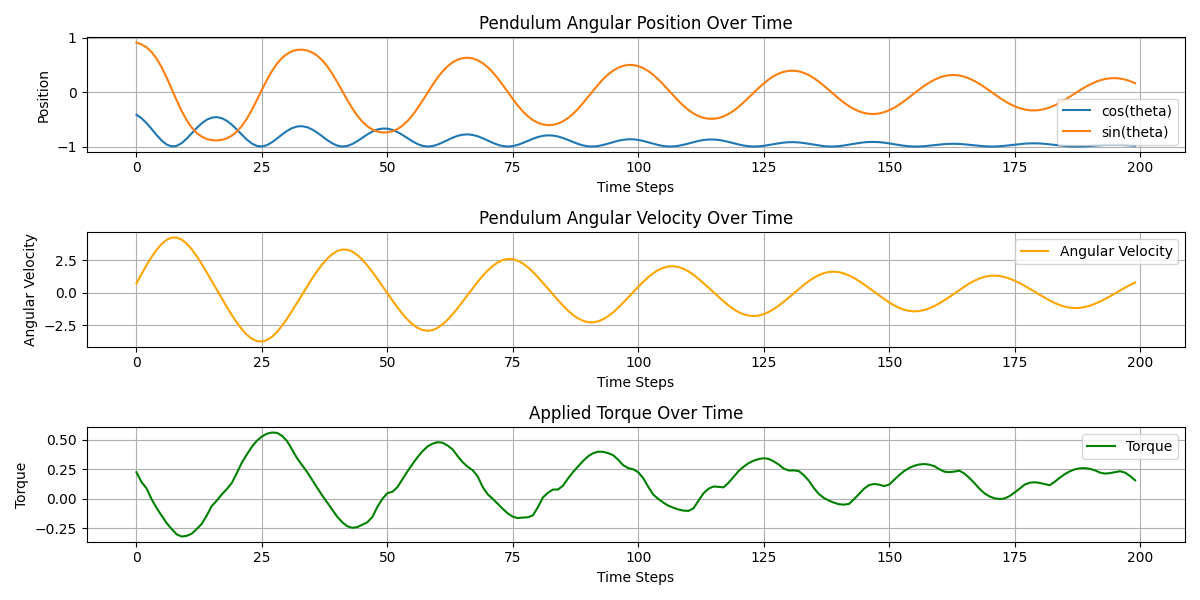 Pendulum Angular Position Over Time
Position
1
0
−1
cos(theta)
sin(theta)
0 25 50 75 100 125 150 175 200
Time Steps
Pendulum Angular Velocity Over Time
Angular Velocity
2.5
0.0
−2.5
Angular Velocity
0 25 50 75 100 125 150 175 200
Time Steps
Applied Torque Over Time
Torque
0.50
0.25
0.00
−0.25
Torque
0 25 50 75 100 125 150 175 200
Time Steps